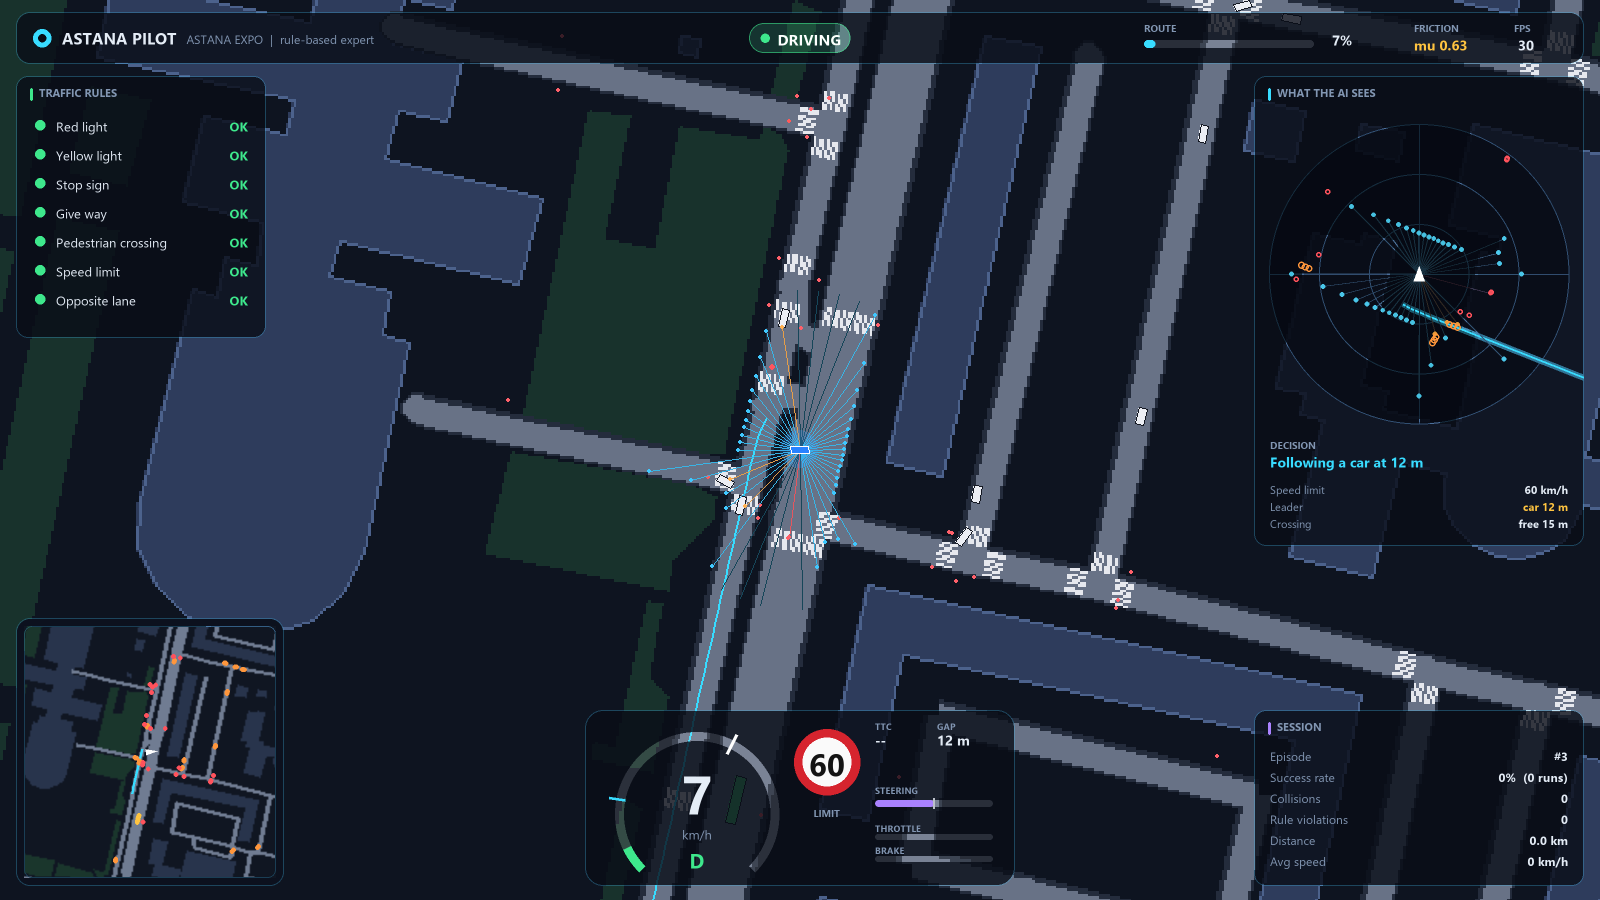 ASTANA PILOT ASTANA EXPO | rule-based expert
DRIVING
ROUTE
7%
FRICTION
mu 0.63
FPS
30
TRAFFIC RULES
Red light OK
Yellow light OK
Stop sign OK
Give way OK
Pedestrian crossing OK
Speed limit OK
Opposite lane OK
WHAT THE AI SEES
DECISION
Following a car at 12 m
Speed limit 60 km/h
Leader car 12 m
Crossing free 15 m
7
km/h
D
60
LIMIT
TTC
--
GAP
12 m
STEERING
THROTTLE
BRAKE
SESSION
Episode #3
Success rate 0% (0 runs)
Collisions 0
Rule violations 0
Distance 0.0 km
Avg speed 0 km/h